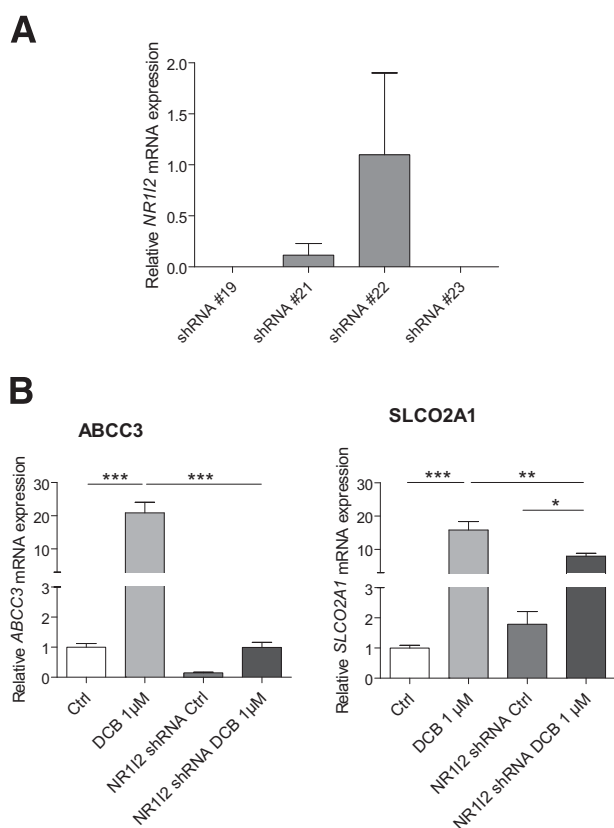 A
Relative NR1I2 mRNA expression
2.0
1.5
1.0
0.5
0.0
shRNA #19
shRNA #21
shRNA #22
shRNA #23
B
ABCC3
Relative ABCC3 mRNA expression
30
20
10
3
2
1
0
***
***
Ctrl
DCB 1µM
NR1I2 shRNA Ctrl
NR1I2 shRNA DCB 1µM
SLCO2A1
Relative SLCO2A1 mRNA expression
30
20
10
3
2
1
0
***
**
*
Ctrl
DCB 1 µM
NR1I2 shRNA Ctrl
NR1I2 shRNA DCB 1 µM